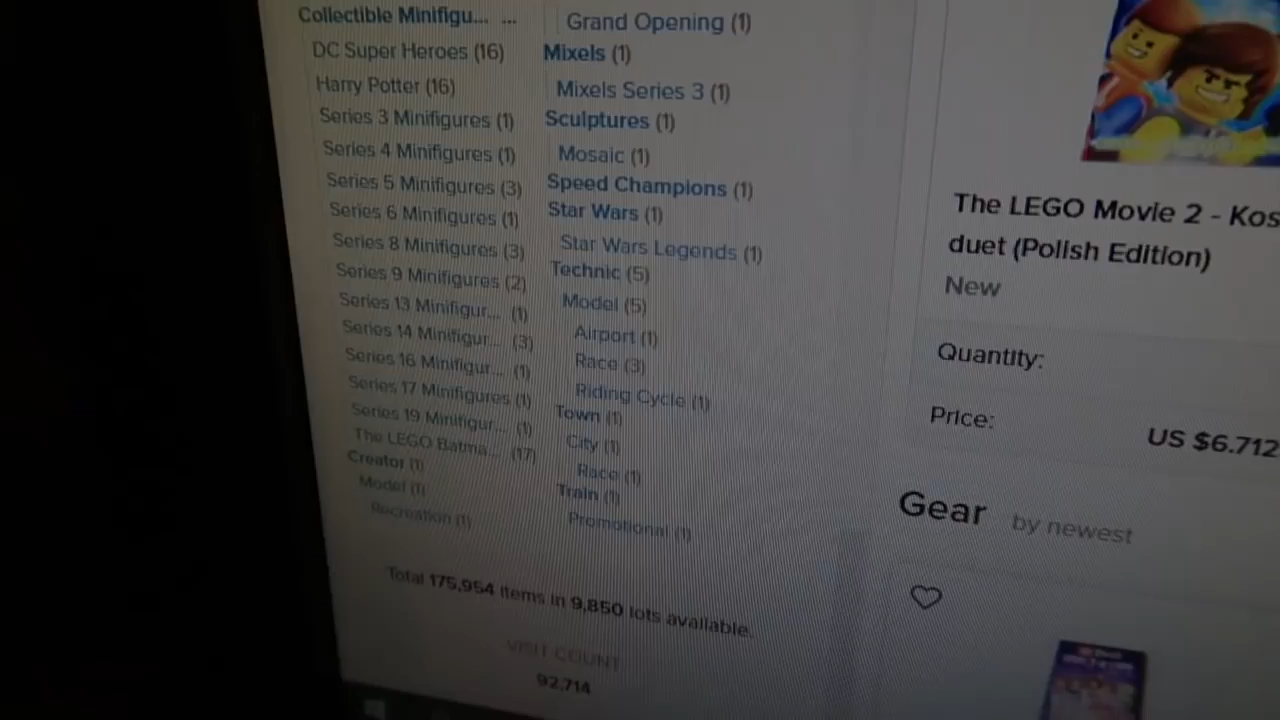 Collectible Minifigu... ...
DC Super Heroes (16)
Harry Potter (16)
Series 3 Minifigures (1)
Series 4 Minifigures (1)
Series 5 Minifigures (3)
Series 6 Minifigures (1)
Series 8 Minifigures (3)
Series 9 Minifigures (2)
Series 13 Minifigur... (1)
Series 14 Minifigur... (3)
Series 16 Minifigur... (1)
Series 17 Minifigures (1)
Series 19 Minifigur... (1)
The LEGO Batma... (17)
Creator (1)
Model (1)
Recreation (1)
Grand Opening (1)
Mixels (1)
Mixels Series 3 (1)
Sculptures (1)
Mosaic (1)
Speed Champions (1)
Star Wars (1)
Star Wars Legends (1)
Technic (5)
Model (5)
Airport (1)
Race (3)
Riding Cycle (1)
Town (1)
City (1)
Race (1)
Train (1)
Promotional (1)
Total 175,954 items in 9,850 lots available.
VISIT COUNT
92,714
The LEGO Movie 2 - Kos
duet (Polish Edition)
New
Quantity:
Price:
US $6.712
Gear by newest